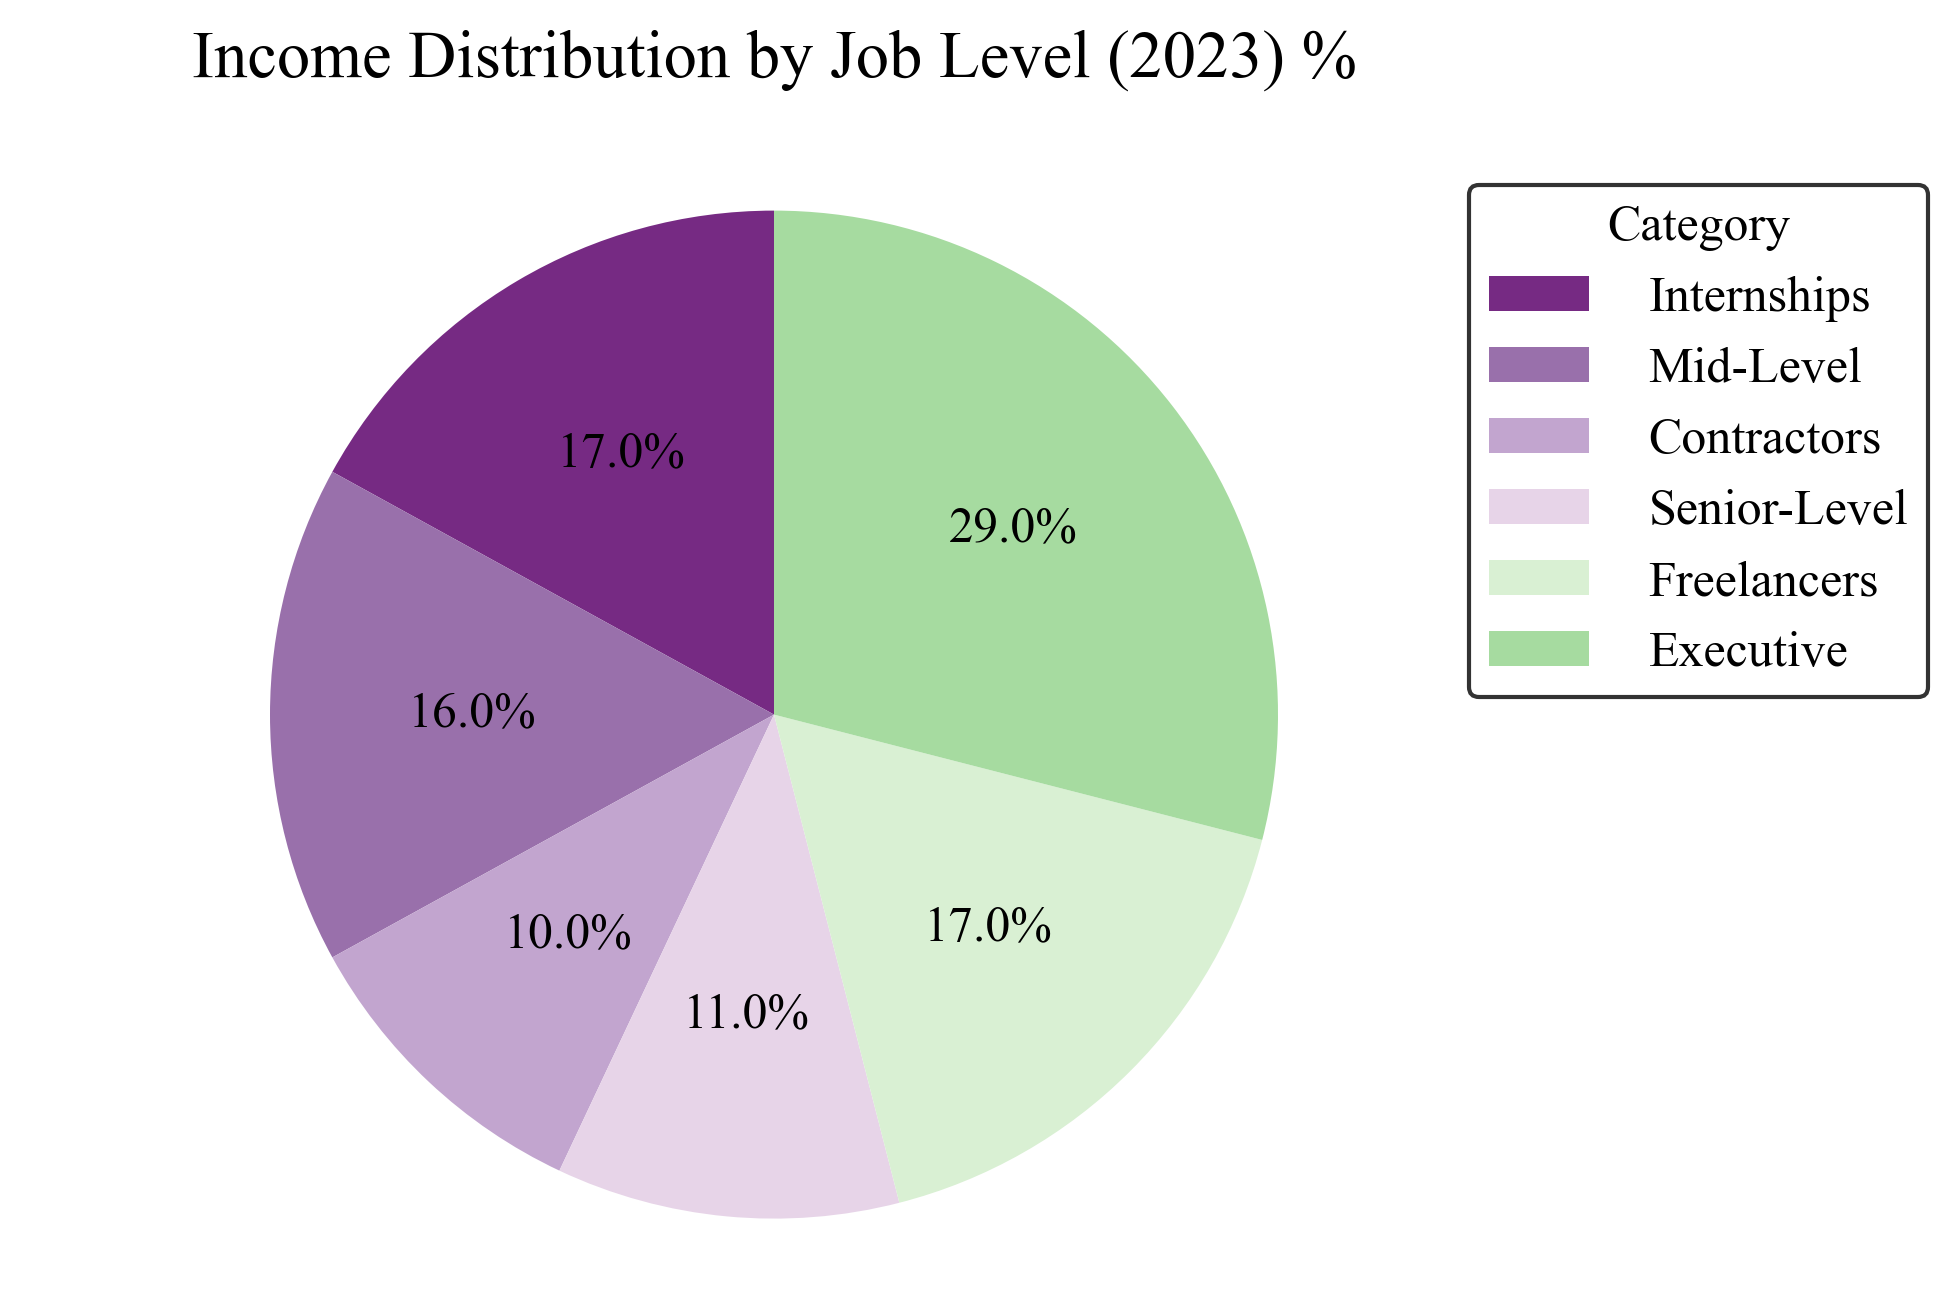 Income Distribution by Job Level (2023) %
Category
Internships
Mid-Level
Contractors
Senior-Level
Freelancers
Executive
17.0%
29.0%
16.0%
10.0%
17.0%
11.0%